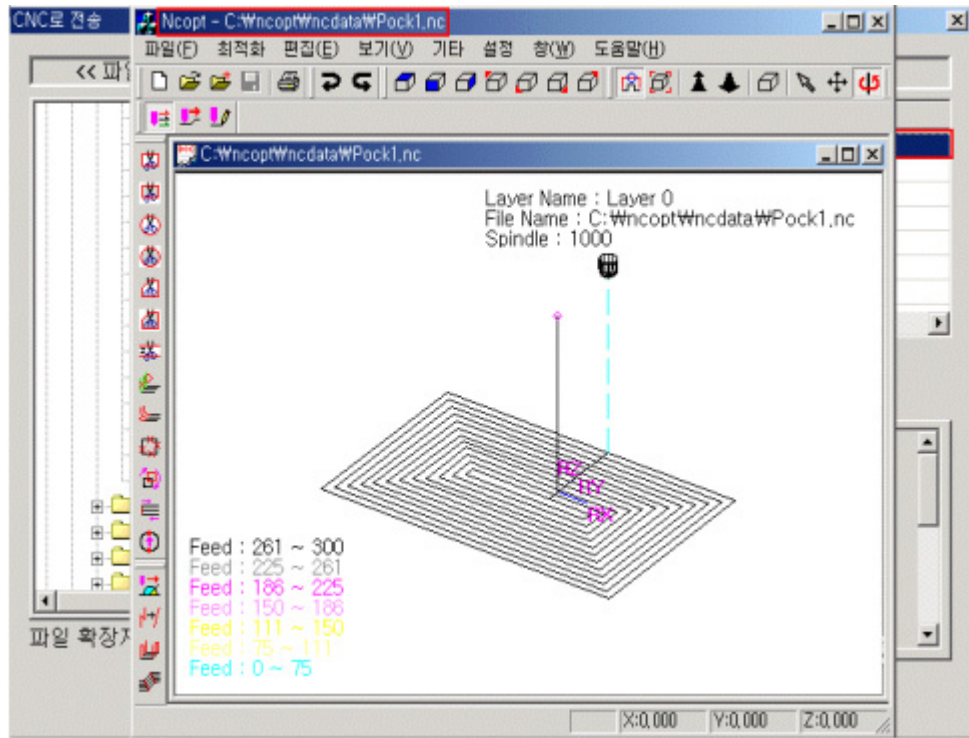 CNC로 전송
Ncopt - C:₩ncopt₩ncdata₩Pock1.nc
파일(F) 최적화 편집(E) 보기(V) 기타 설정 창(W) 도움말(H)
<< 파일
C:₩ncopt₩ncdata₩Pock1.nc
Layer Name : Layer 0
File Name : C:₩ncopt₩ncdata₩Pock1.nc
Spindle : 1000
RZ
RY
RX
Feed : 261 ~ 300
Feed : 225 ~ 261
Feed : 186 ~ 225
Feed : 150 ~ 186
Feed : 111 ~ 150
Feed : 75 ~ 111
Feed : 0 ~ 75
파일 확장자
X:0,000 Y:0,000 Z:0,000